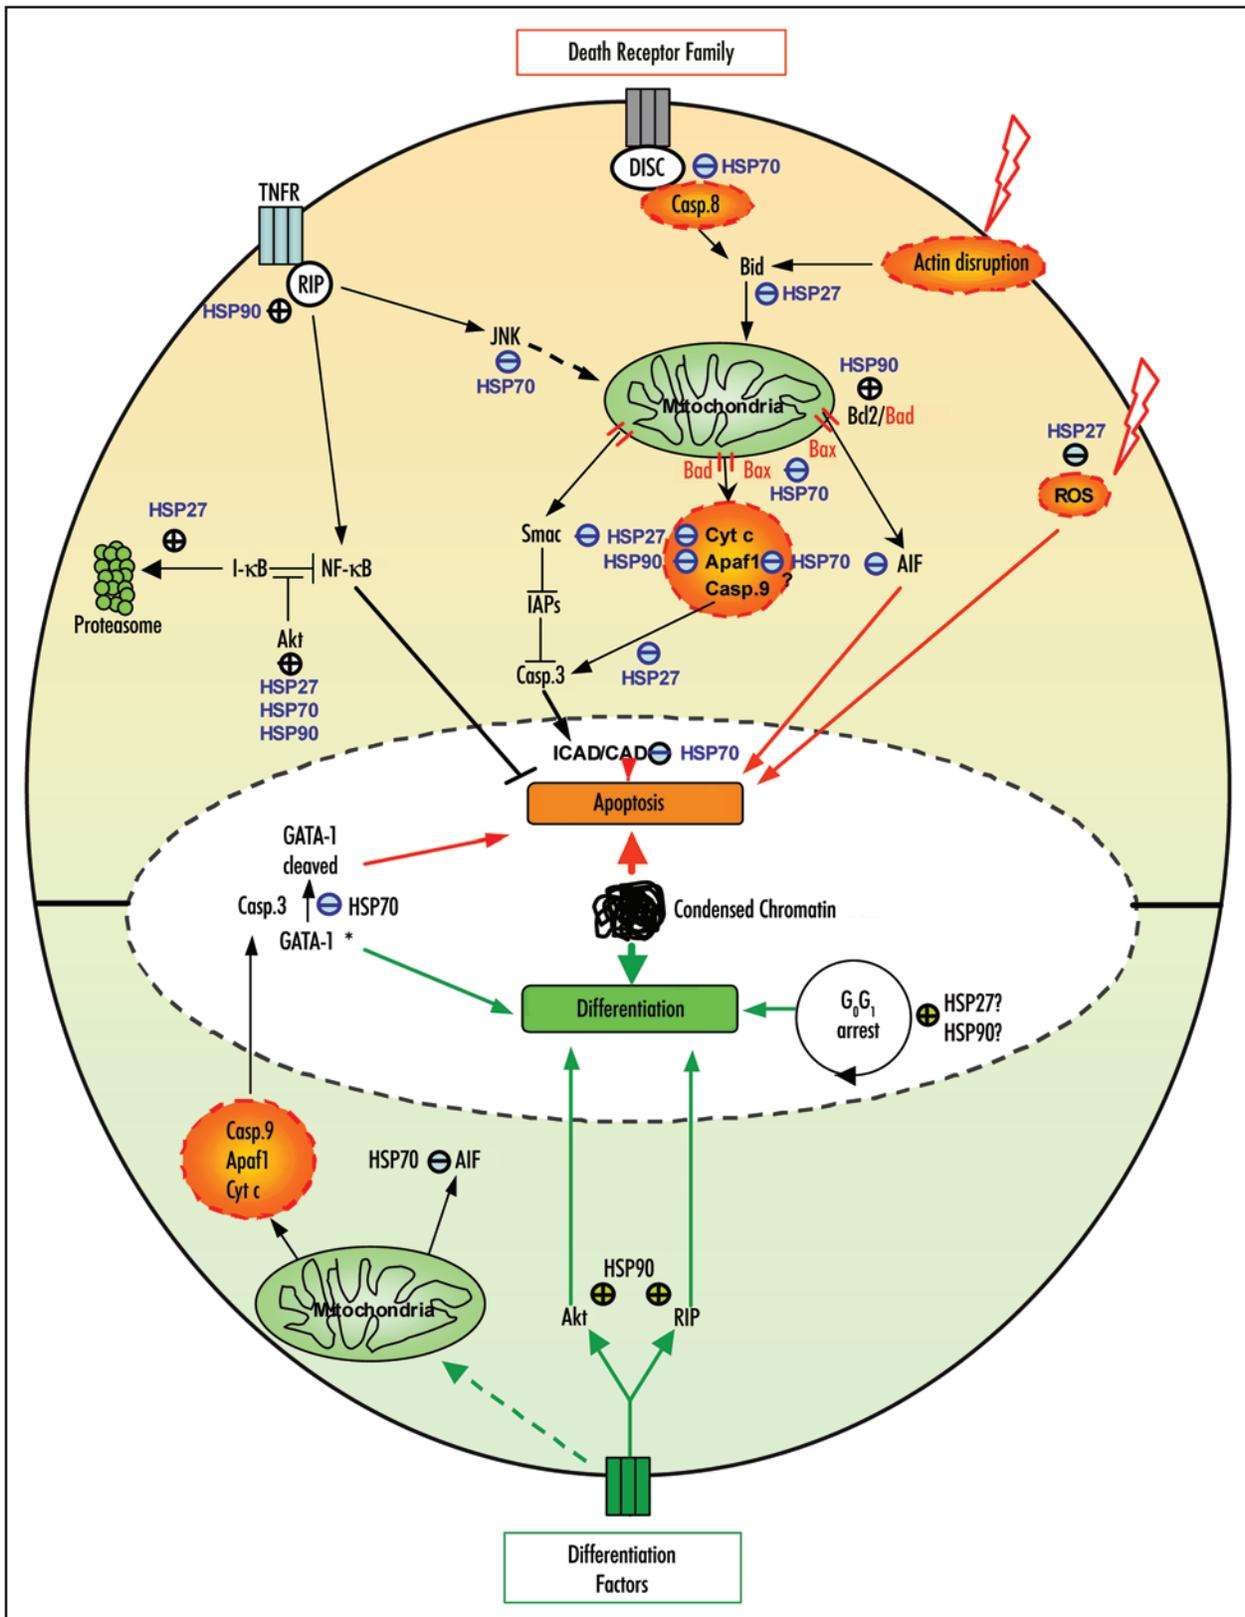 Death Receptor Family
DISC
HSP70
Casp.8
TNFR
Bid
Actin disruption
RIP
HSP27
HSP90
JNK
HSP70
HSP90
Bcl2/Bad
Mitochondria
HSP27
Bax
Bad
Bax
HSP70
ROS
HSP27
Smac
HSP27
Cyt c
HSP90
Apaf1
HSP70
AIF
I-κB
NF-κB
Casp.9
?
IAPs
Proteasome
Akt
HSP27
HSP70
HSP90
Casp.3
HSP27
ICAD/CAD
HSP70
Apoptosis
GATA-1
cleaved
Casp.3
HSP70
Condensed Chromatin
GATA-1 *
Differentiation
G0G1
arrest
HSP27?
HSP90?
Casp.9
Apaf1
Cyt c
HSP70
AIF
HSP90
Mitochondria
Akt
RIP
Differentiation
Factors